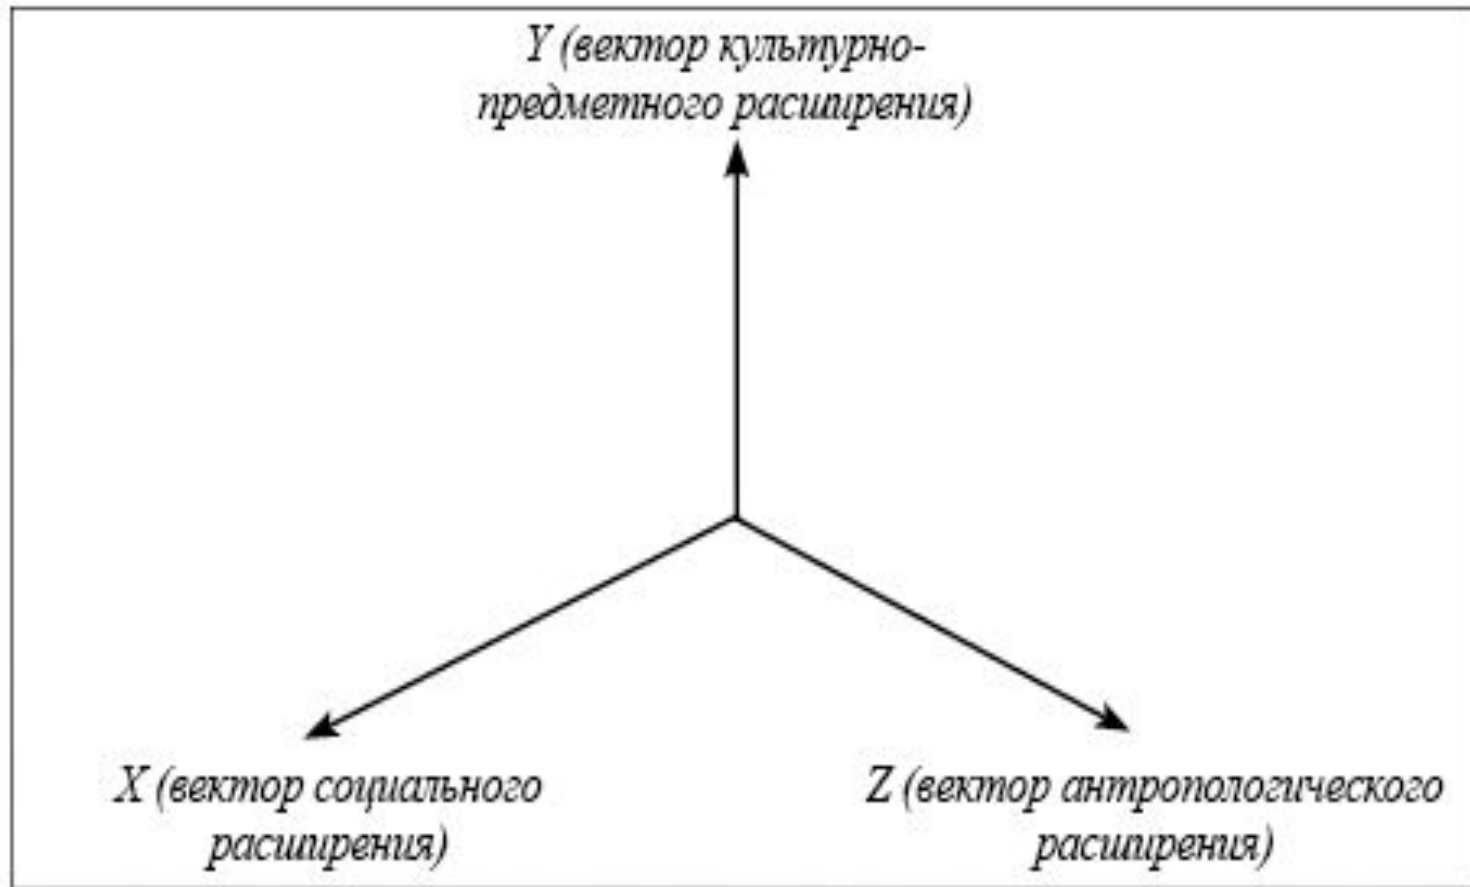 Y (вектор культурно-
предметного расширения)
X (вектор социального
расширения)
Z (вектор антропологического
расширения)